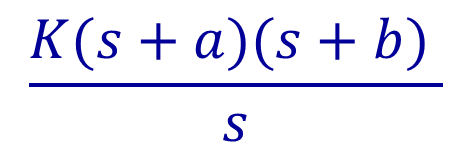 K(s + a)(s + b)
s